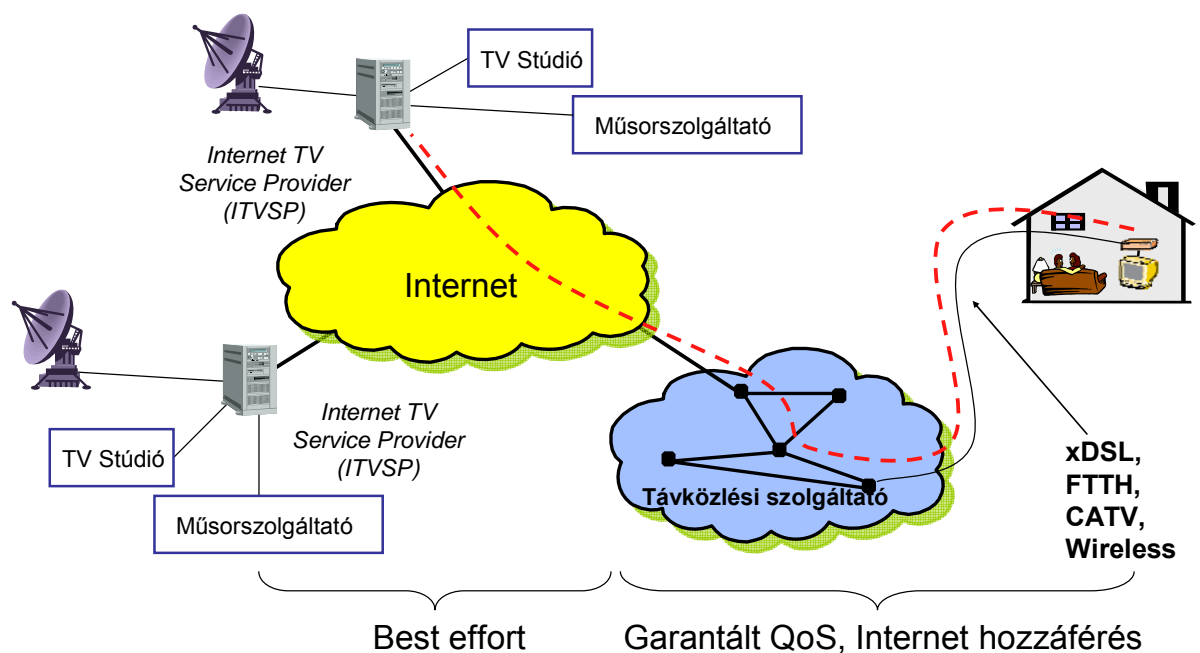 TV Stúdió
Műsorszolgáltató
Internet TV
Service Provider
(ITVSP)
Internet
Internet TV
Service Provider
(ITVSP)
TV Stúdió
Műsorszolgáltató
Távközlési szolgáltató
xDSL,
FTTH,
CATV,
Wireless
Best effort
Garantált QoS, Internet hozzáférés